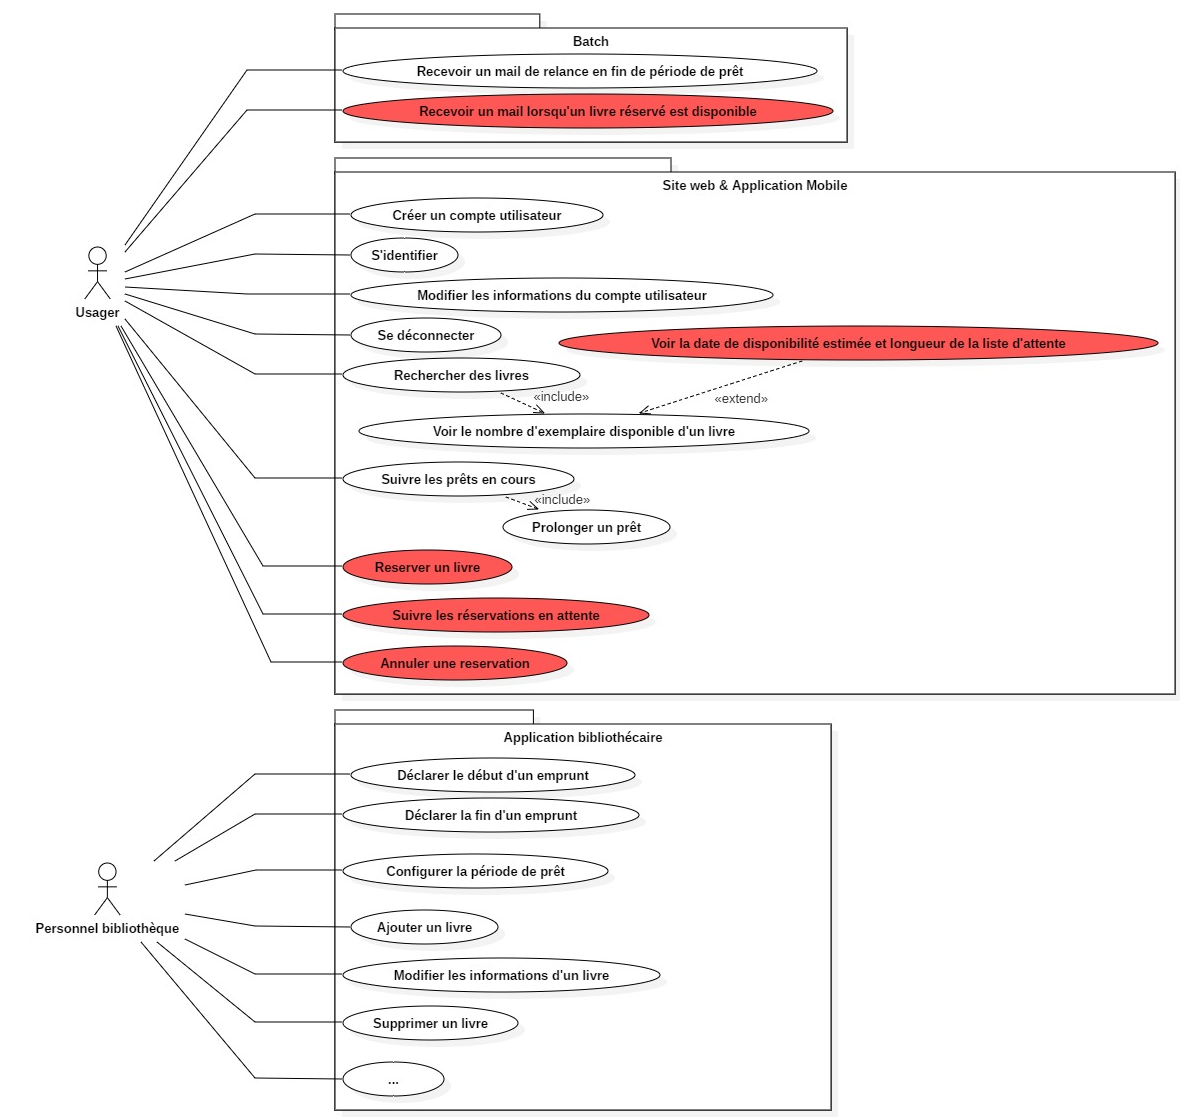 Batch
Recevoir un mail de relance en fin de période de prêt
Recevoir un mail lorsqu'un livre réservé est disponible
Site web & Application Mobile
Créer un compte utilisateur
S'identifier
Modifier les informations du compte utilisateur
Usager
Se déconnecter
Voir la date de disponibilité estimée et longueur de la liste d'attente
Rechercher des livres
«include»
«extend»
Voir le nombre d'exemplaire disponible d'un livre
Suivre les prêts en cours
«include»
Prolonger un prêt
Reserver un livre
Suivre les réservations en attente
Annuler une reservation
Application bibliothécaire
Déclarer le début d'un emprunt
Déclarer la fin d'un emprunt
Configurer la période de prêt
Ajouter un livre
Personnel bibliothèque
Modifier les informations d'un livre
Supprimer un livre
...